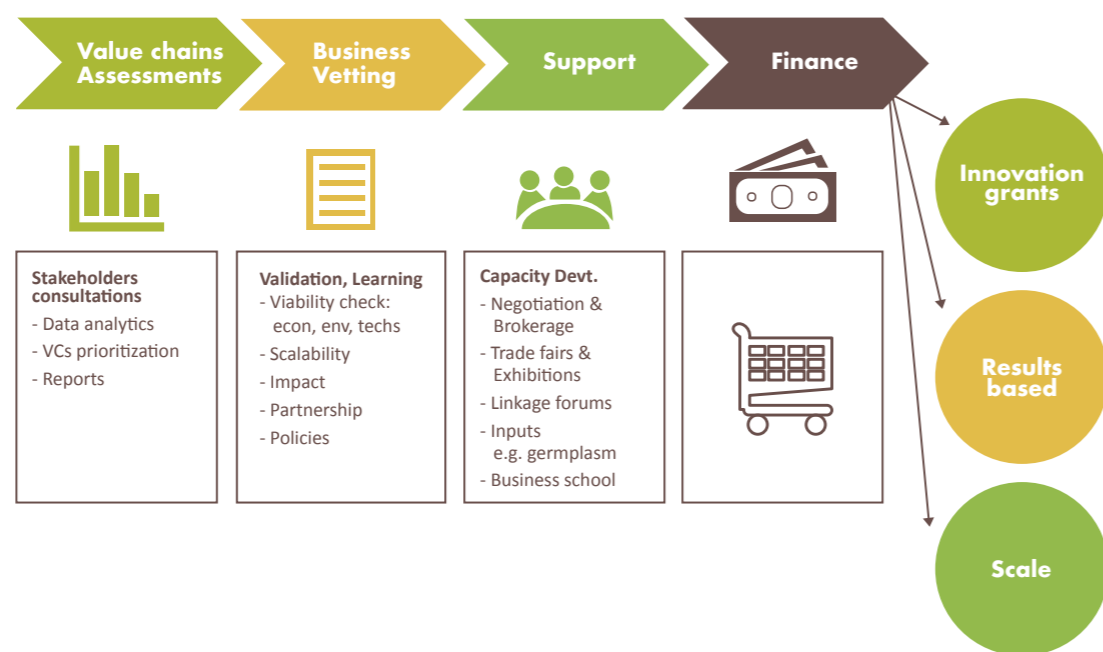 Value chains
Assessments
Business
Vetting
Support
Finance
Innovation
grants
Results
based
Scale
Stakeholders
consultations
- Data analytics
- VCs prioritization
- Reports
Validation, Learning
- Viability check:
econ, env, techs
- Scalability
- Impact
- Partnership
- Policies
Capacity Devt.
- Negotiation &
Brokerage
- Trade fairs &
Exhibitions
- Linkage forums
- Inputs
e.g. germplasm
- Business school